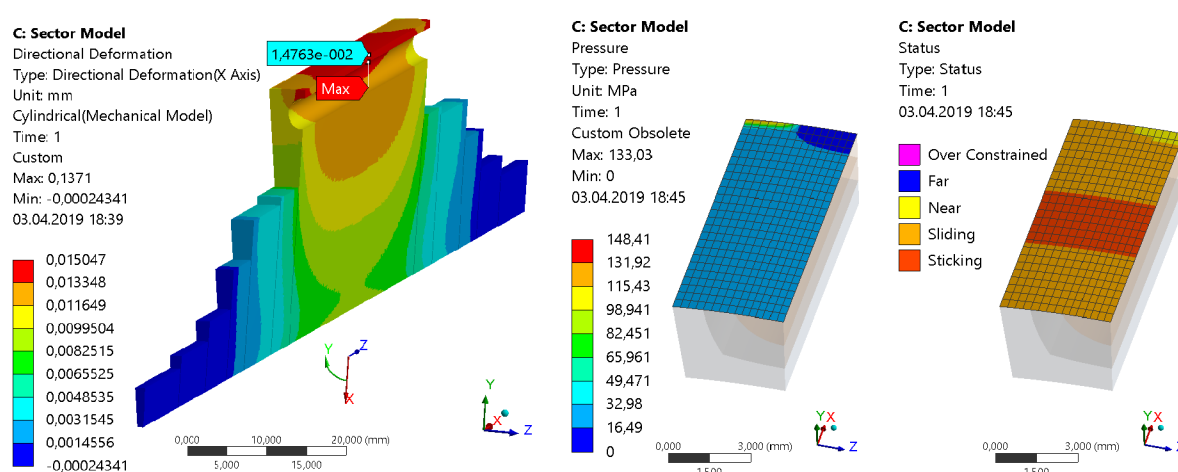 C: Sector Model
Directional Deformation
Type: Directional Deformation(X Axis)
Unit: mm
Cylindrical(Mechanical Model)
Time: 1
Custom
Max: 0,1371
Min: -0,00024341
03.04.2019 18:39
0,015047
0,013348
0,011649
0,0099504
0,0082515
0,0065525
0,0048535
0,0031545
0,0014556
-0,00024341
1,4763e-002
Max
Y
Z
X
Y
X
Z
0,000
10,000
20,000 (mm)
5,000
15,000
C: Sector Model
Pressure
Type: Pressure
Unit: MPa
Time: 1
Custom Obsolete
Max: 133,03
Min: 0
03.04.2019 18:45
148,41
131,92
115,43
98,941
82,451
65,961
49,471
32,98
16,49
0
0,000
3,000 (mm)
1,500
Y
X
Z
C: Sector Model
Status
Type: Status
Time: 1
03.04.2019 18:45
Over Constrained
Far
Near
Sliding
Sticking
0,000
3,000 (mm)
1,500
Y
X
Z